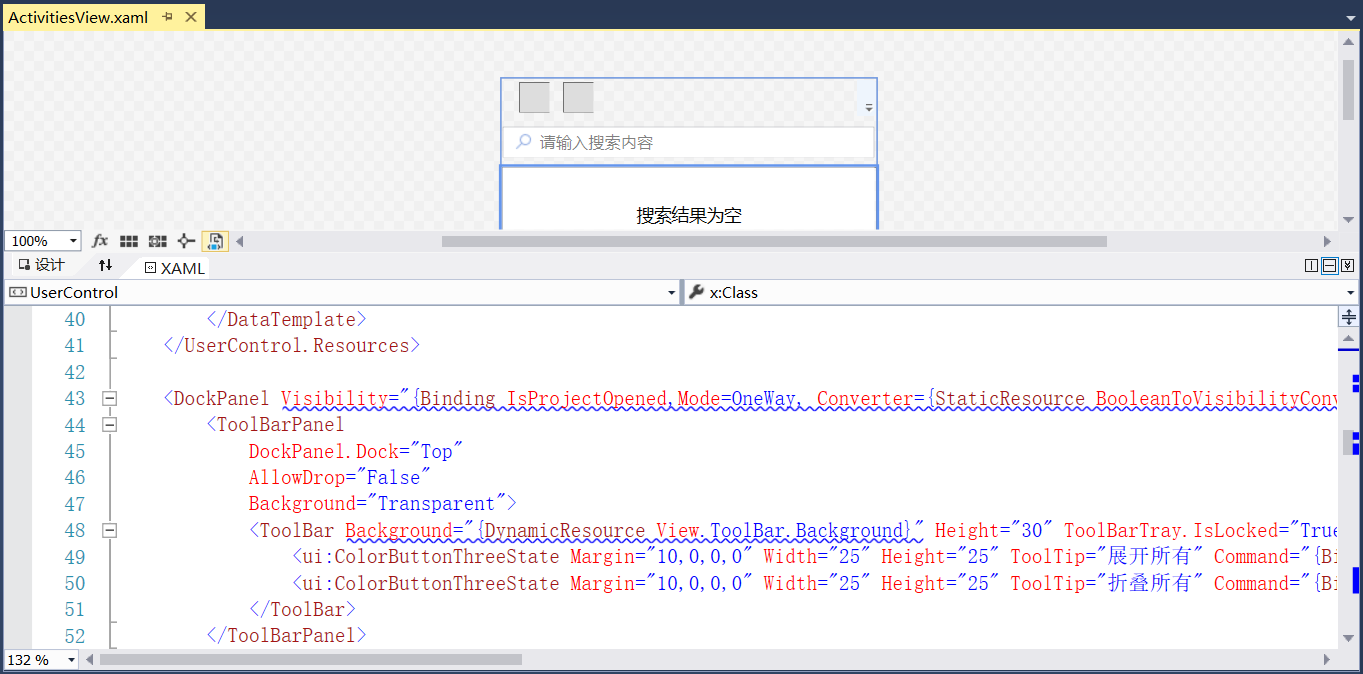 ActivitiesView.xaml
请输入搜索内容
搜索结果为空
100% fx
设计 XAML
UserControl x:Class
40 </DataTemplate>
41 </UserControl.Resources>
42
43 <DockPanel Visibility="{Binding IsProjectOpened,Mode=OneWay, Converter={StaticResource BooleanToVisibilityConv
44 <ToolBarPanel
45 DockPanel.Dock="Top"
46 AllowDrop="False"
47 Background="Transparent">
48 <ToolBar Background="{DynamicResource View.ToolBar.Background}" Height="30" ToolBarTray.IsLocked="True
49 <ui:ColorButtonThreeState Margin="10,0,0,0" Width="25" Height="25" ToolTip="展开所有" Command="{Bi
50 <ui:ColorButtonThreeState Margin="10,0,0,0" Width="25" Height="25" ToolTip="折叠所有" Command="{Bi
51 </ToolBar>
52 </ToolBarPanel>
132 %